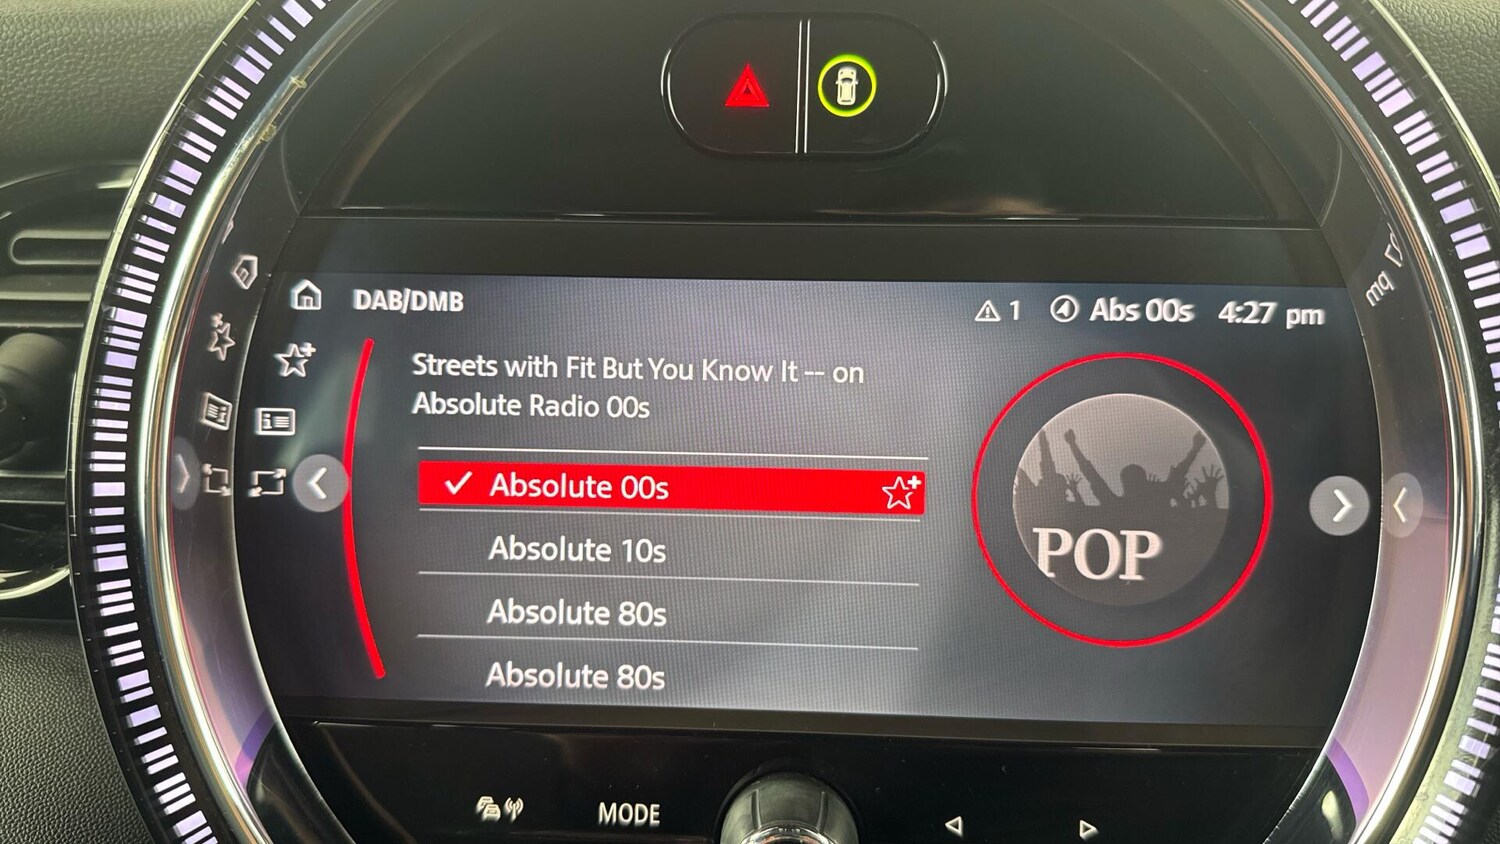 DAB/DMB
1 Abs 00s 4:27 pm
Streets with Fit But You Know It -- on
Absolute Radio 00s
Absolute 00s
Absolute 10s
Absolute 80s
Absolute 80s
POP
MODE